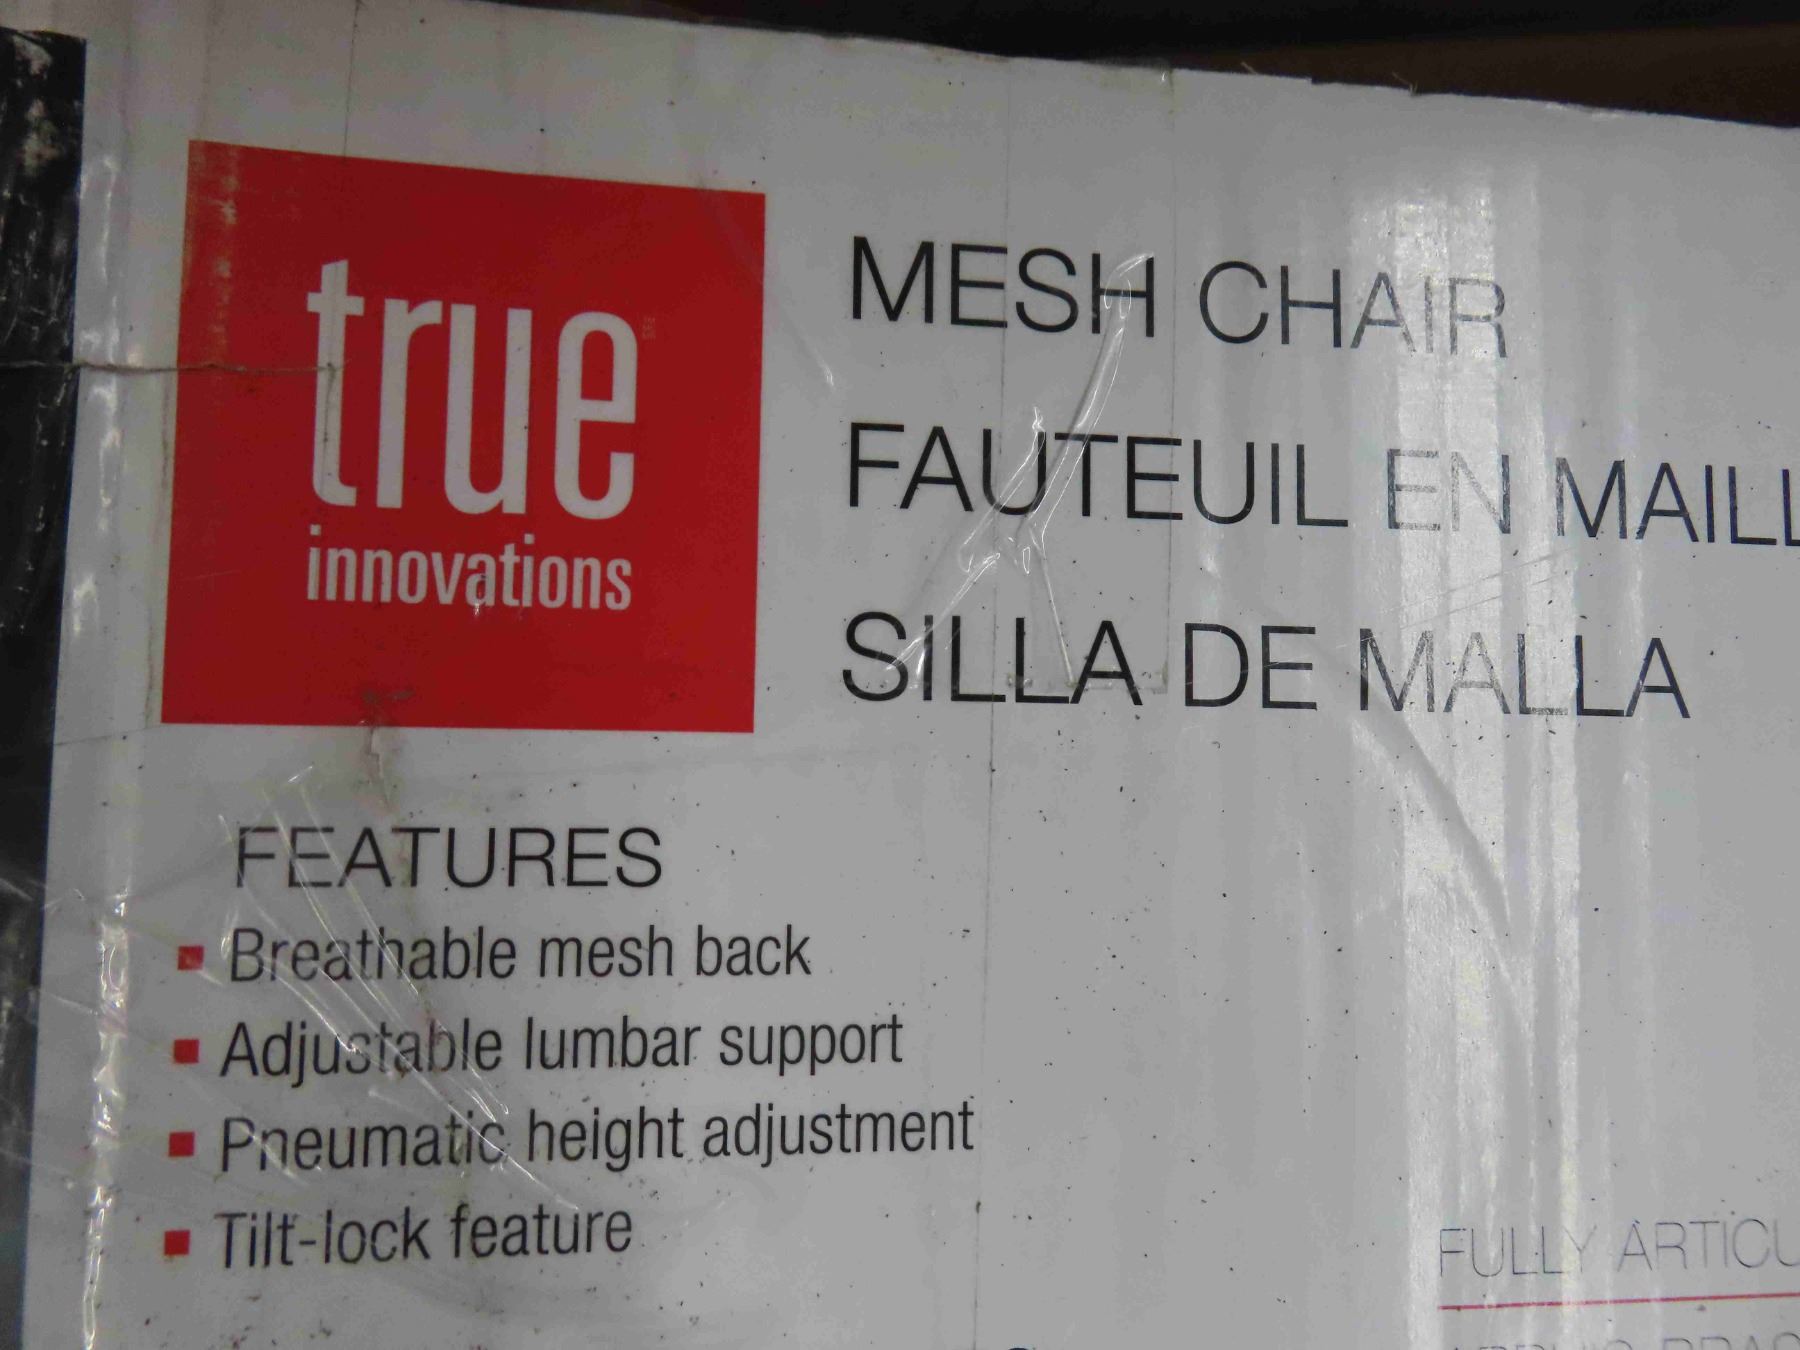 true
innovations
MESH CHAIR
FAUTEUIL EN MAILL
SILLA DE MALLA
FEATURES
Breathable mesh back
Adjustable lumbar support
Pneumatic height adjustment
Tilt-lock feature
FULLY ARTICU